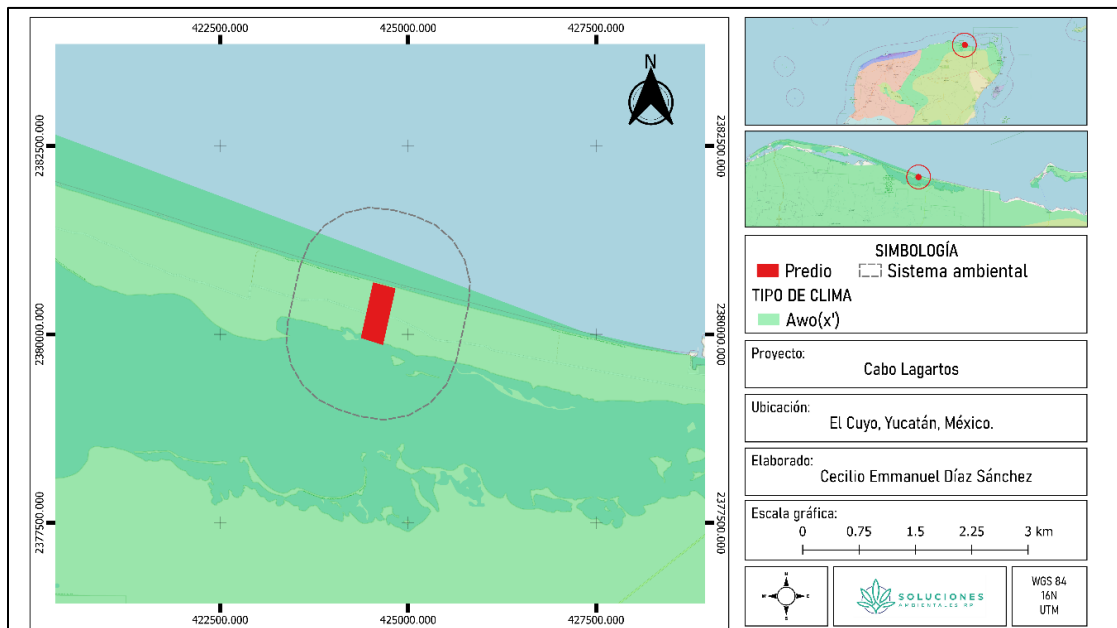 422500.000
425000.000
427500.000
N
2382500.000
2382500.000
2380000.000
2380000.000
2377500.000
2377500.000
422500.000
425000.000
427500.000
SIMBOLOGÍA
Predio
Sistema ambiental
TIPO DE CLIMA
Awo(x')
Proyecto:
Cabo Lagartos
Ubicación:
El Cuyo, Yucatán, México.
Elaborado:
Cecilio Emmanuel Díaz Sánchez
Escala gráfica:
0 0.75 1.5 2.25 3 km
N
E
S
SOLUCIONES
AMBIENTALES RP
WGS 84
16N
UTM